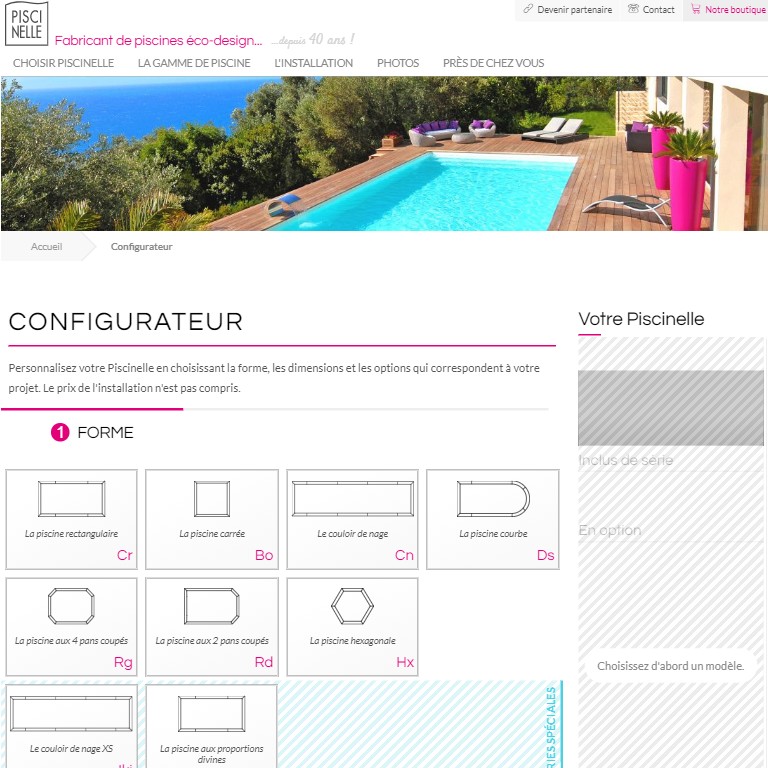 PISCI
NELLE
Fabricant de piscines éco-design... ...depuis 40 ans !
Devenir partenaire Contact Notre boutique
CHOISIR PISCINELLE LA GAMME DE PISCINE L'INSTALLATION PHOTOS PRÈS DE CHEZ VOUS
Accueil Configurateur
CONFIGURATEUR
Personnalisez votre Piscinelle en choisissant la forme, les dimensions et les options qui correspondent à votre
projet. Le prix de l'installation n'est pas compris.
1 FORME
La piscine rectangulaire
Cr
La piscine carrée
Bo
Le couloir de nage
Cn
La piscine courbe
Ds
La piscine aux 4 pans coupés
Rg
La piscine aux 2 pans coupés
Rd
La piscine hexagonale
Hx
Le couloir de nage XS
La piscine aux proportions
divines
SPÉCIALES
Votre Piscinelle
Inclus de série
En option
Choisissez d'abord un modèle.